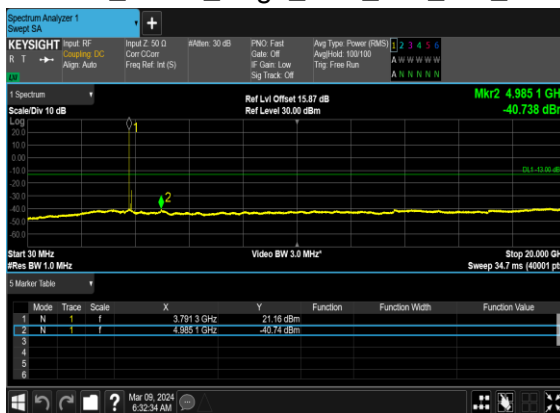 Spectrum Analyzer 1
Swept SA
+
KEYSIGHT Input: RF Input Z: 50 Ω #Atten: 30 dB PNO: Fast Avg Type: Power (RMS) 1 2 3 4 5 6
R T Coupling: DC Corr CCorr Gate: Off Avg|Hold: 100/100 A W W W W W
Align: Auto Freq Ref: Int (S) IF Gain: Low Trig: Free Run A N N N N N
LU Sig Track: Off
1 Spectrum Ref Lvl Offset 15.87 dB Mkr2 4.985 1 GH
Scale/Div 10 dB Ref Level 30.00 dBm -40.738 dB
Log
1
20.0
10.0
0.00
-10.0
DL1 -13.00 dB
-20.0
-30.0
2
-40.0
-50.0
-60.0
Start 30 MHz Video BW 3.0 MHz* Stop 20.000 GH
#Res BW 1.0 MHz Sweep 34.7 ms (40001 pt
5 Marker Table
Mode Trace Scale X Y Function Function Width Function Value
1 N 1 f 3.791 3 GHz 21.16 dBm
2 N 1 f 4.985 1 GHz -40.74 dBm
3
4
5
6
? Mar 09, 2024
6:32:34 AM